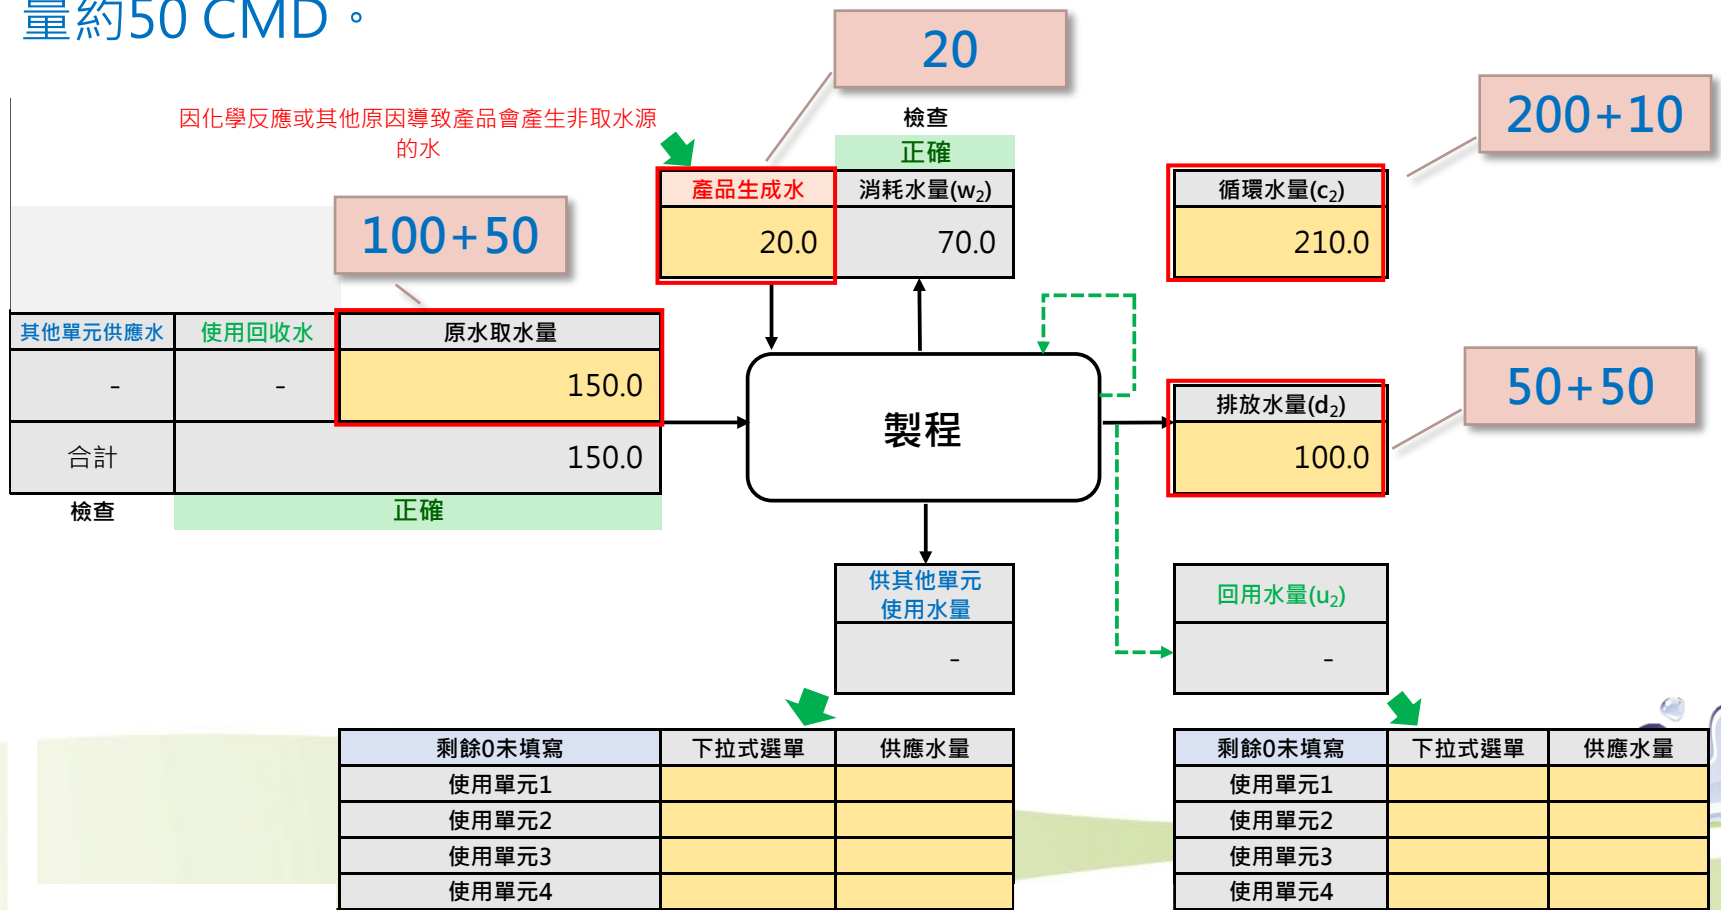 量約50 CMD。
20
200+10
因化學反應或其他原因導致產品會產生非取水源
的水
檢查
正確
產品生成水
消耗水量(w₂)
循環水量(c₂)
100+50
20.0
70.0
210.0
其他單元供應水
使用回收水
原水取水量
-
-
150.0
50+50
製程
排放水量(d₂)
合計
150.0
100.0
檢查
正確
供其他單元
使用水量
回用水量(u₂)
-
-
剩餘0未填寫
下拉式選單
供應水量
剩餘0未填寫
下拉式選單
供應水量
使用單元1
使用單元1
使用單元2
使用單元2
使用單元3
使用單元3
使用單元4
使用單元4